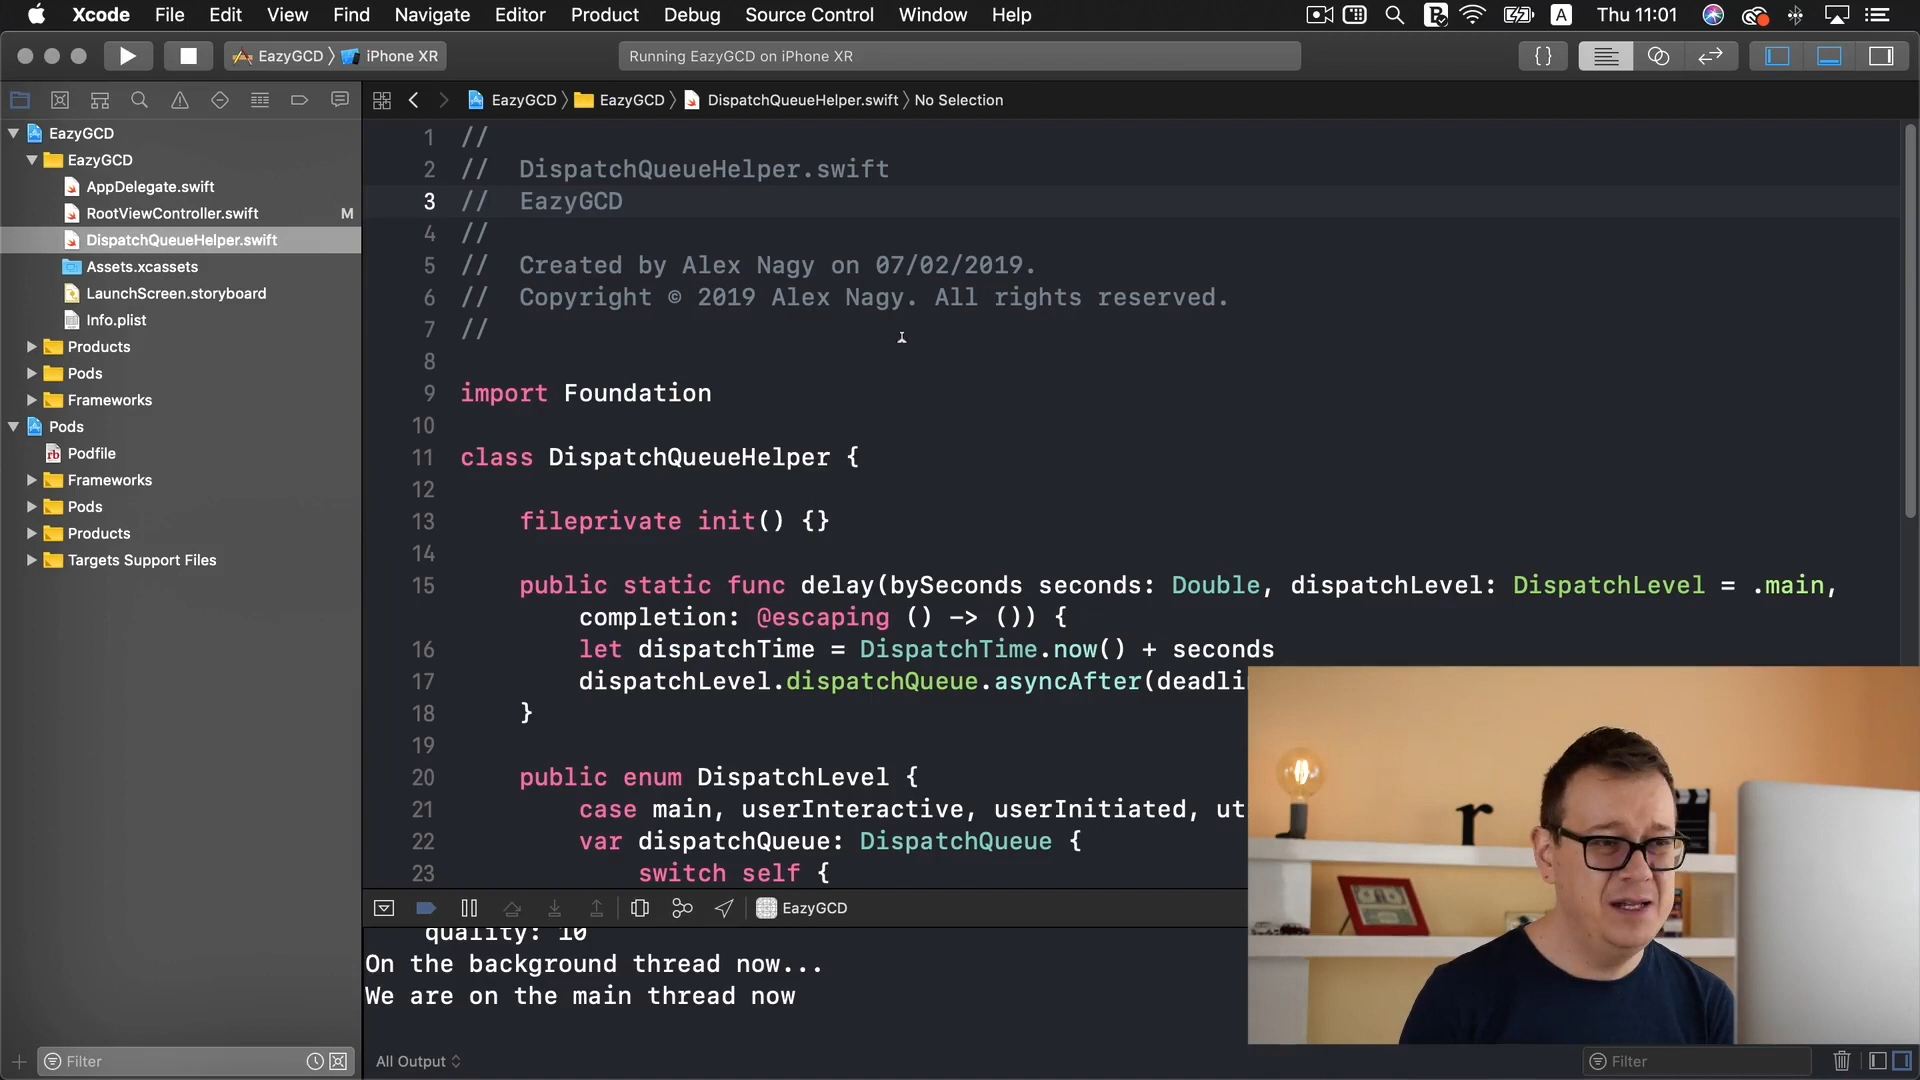 Xcode File Edit View Find Navigate Editor Product Debug Source Control Window Help A Thu 11:01
EazyGCD iPhone XR Running EazyGCD on iPhone XR {}
EazyGCD EazyGCD DispatchQueueHelper.swift No Selection
EazyGCD
EazyGCD
AppDelegate.swift
RootViewController.swift M
DispatchQueueHelper.swift
Assets.xcassets
LaunchScreen.storyboard
Info.plist
Products
Pods
Frameworks
Pods
rb Podfile
Frameworks
Pods
Products
Targets Support Files
Filter
1 //
2 // DispatchQueueHelper.swift
3 // EazyGCD
4 //
5 // Created by Alex Nagy on 07/02/2019.
6 // Copyright © 2019 Alex Nagy. All rights reserved.
7 //
8
9 import Foundation
10
11 class DispatchQueueHelper {
12
13 fileprivate init() {}
14
15 public static func delay(bySeconds seconds: Double, dispatchLevel: DispatchLevel = .main,
completion: @escaping () -> ()) {
16 let dispatchTime = DispatchTime.now() + seconds
17 dispatchLevel.dispatchQueue.asyncAfter(deadli
18 }
19
20 public enum DispatchLevel {
21 case main, userInteractive, userInitiated, ut
22 var dispatchQueue: DispatchQueue {
23 switch self {
EazyGCD
quality: 10
On the background thread now...
We are on the main thread now
All Output
Filter
r